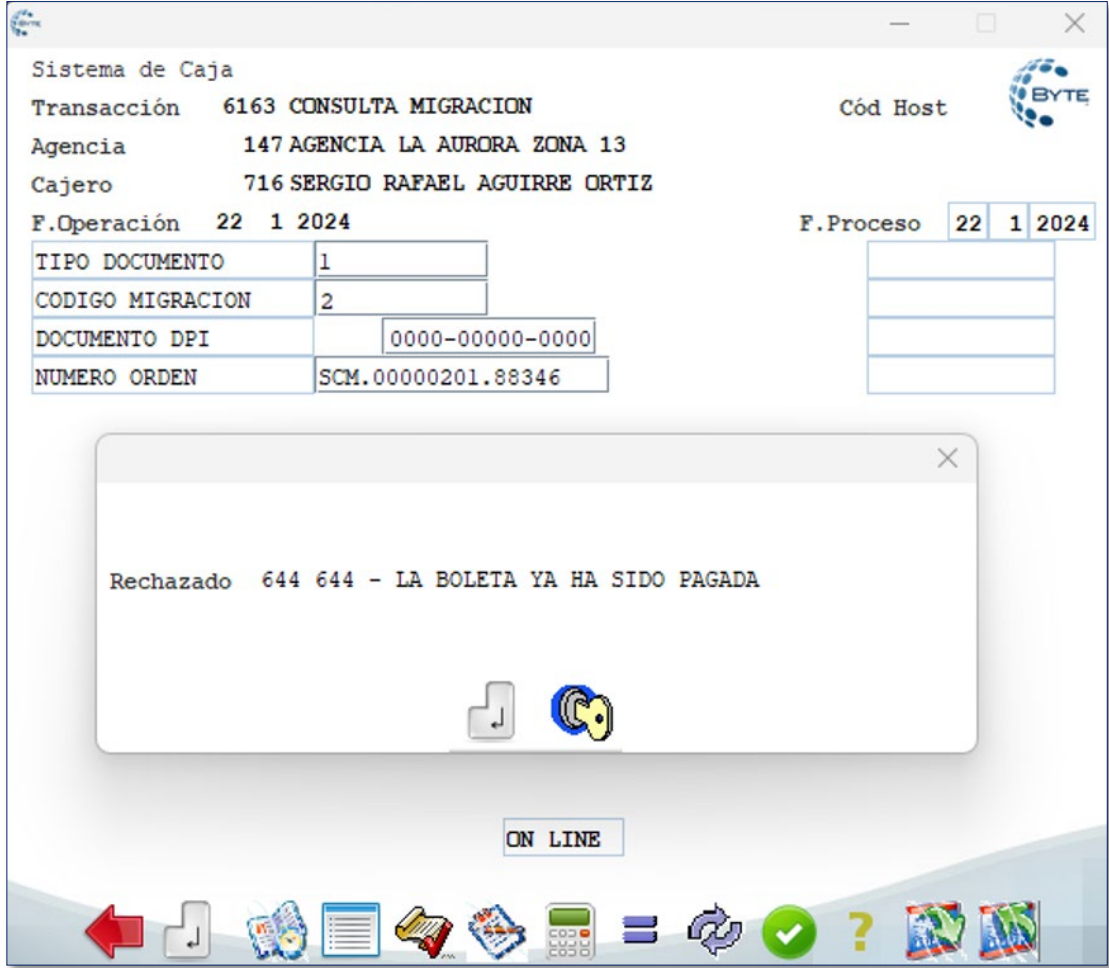 BYTE
Sistema de Caja
BYTE
Transacción 6163 CONSULTA MIGRACION Cód Host
Agencia 147 AGENCIA LA AURORA ZONA 13
Cajero 716 SERGIO RAFAEL AGUIRRE ORTIZ
F.Operación 22 1 2024 F.Proceso 22 1 2024
TIPO DOCUMENTO 1
CODIGO MIGRACION 2
DOCUMENTO DPI 0000-00000-0000
NUMERO ORDEN SCM.00000201.88346
Rechazado 644 644 - LA BOLETA YA HA SIDO PAGADA
ON LINE